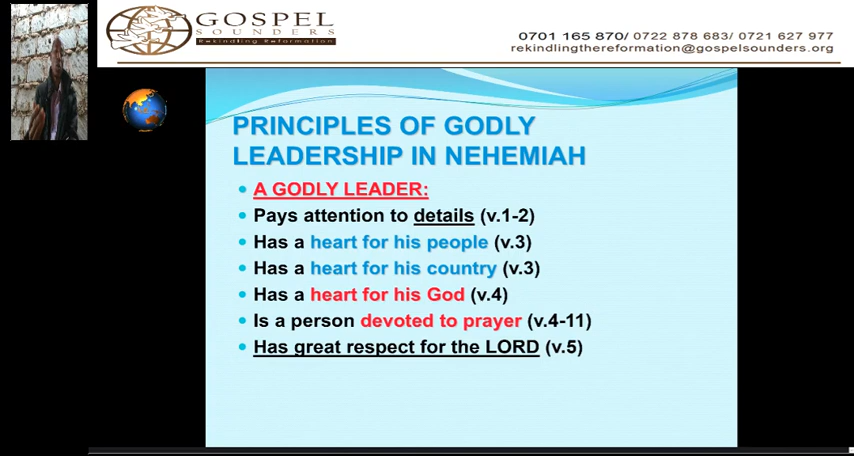 GOSPEL
SOUNDERS
Rekindling Reformation
0701 165 870/ 0722 878 683/ 0721 627 977
rekindlingthereformation@gospelsounders.org
PRINCIPLES OF GODLY
LEADERSHIP IN NEHEMIAH
• A GODLY LEADER:
• Pays attention to details (v.1-2)
• Has a heart for his people (v.3)
• Has a heart for his country (v.3)
• Has a heart for his God (v.4)
• Is a person devoted to prayer (v.4-11)
• Has great respect for the LORD (v.5)